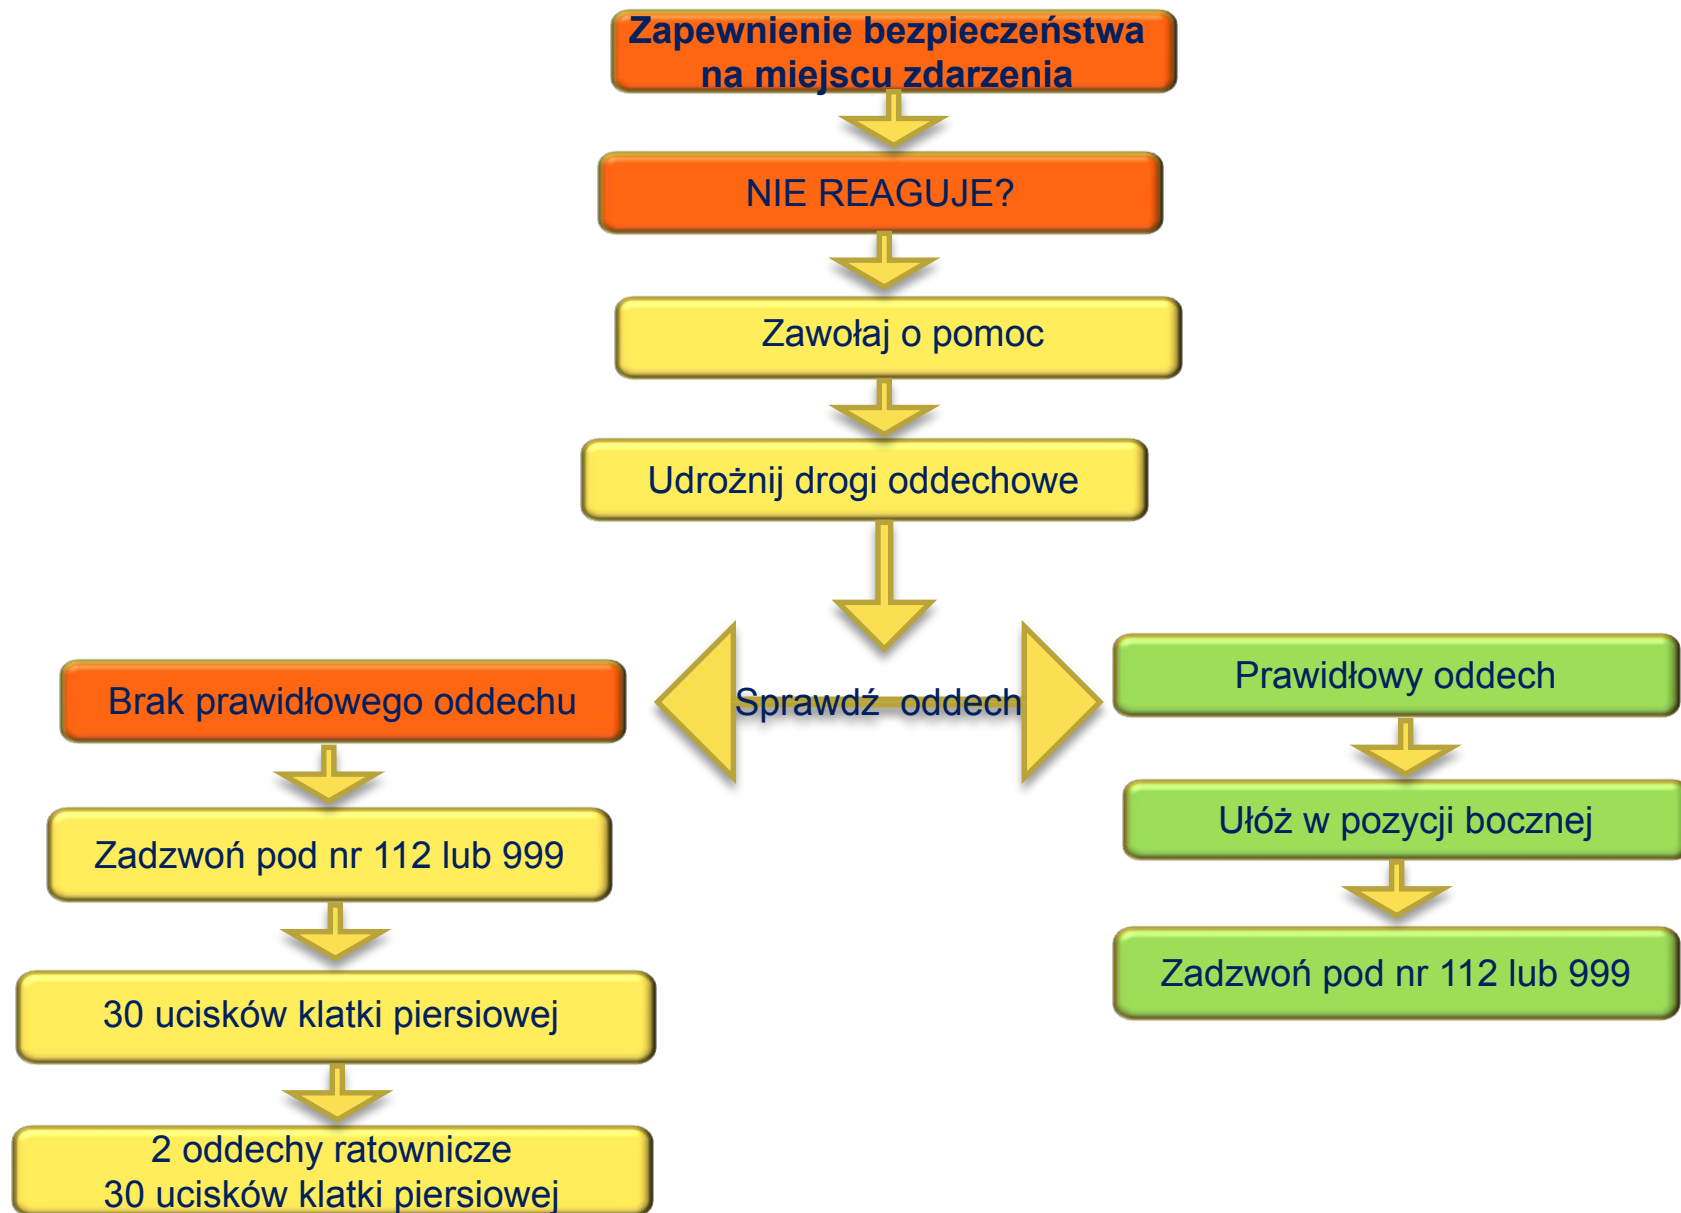 Zapewnienie bezpieczeństwa
na miejscu zdarzenia
NIE REAGUJE?
Zawołaj o pomoc
Udrożnij drogi oddechowe
Sprawdź oddech
Brak prawidłowego oddechu
Zadzwoń pod nr 112 lub 999
30 ucisków klatki piersiowej
2 oddechy ratownicze
30 ucisków klatki piersiowej
Prawidłowy oddech
Ułóż w pozycji bocznej
Zadzwoń pod nr 112 lub 999